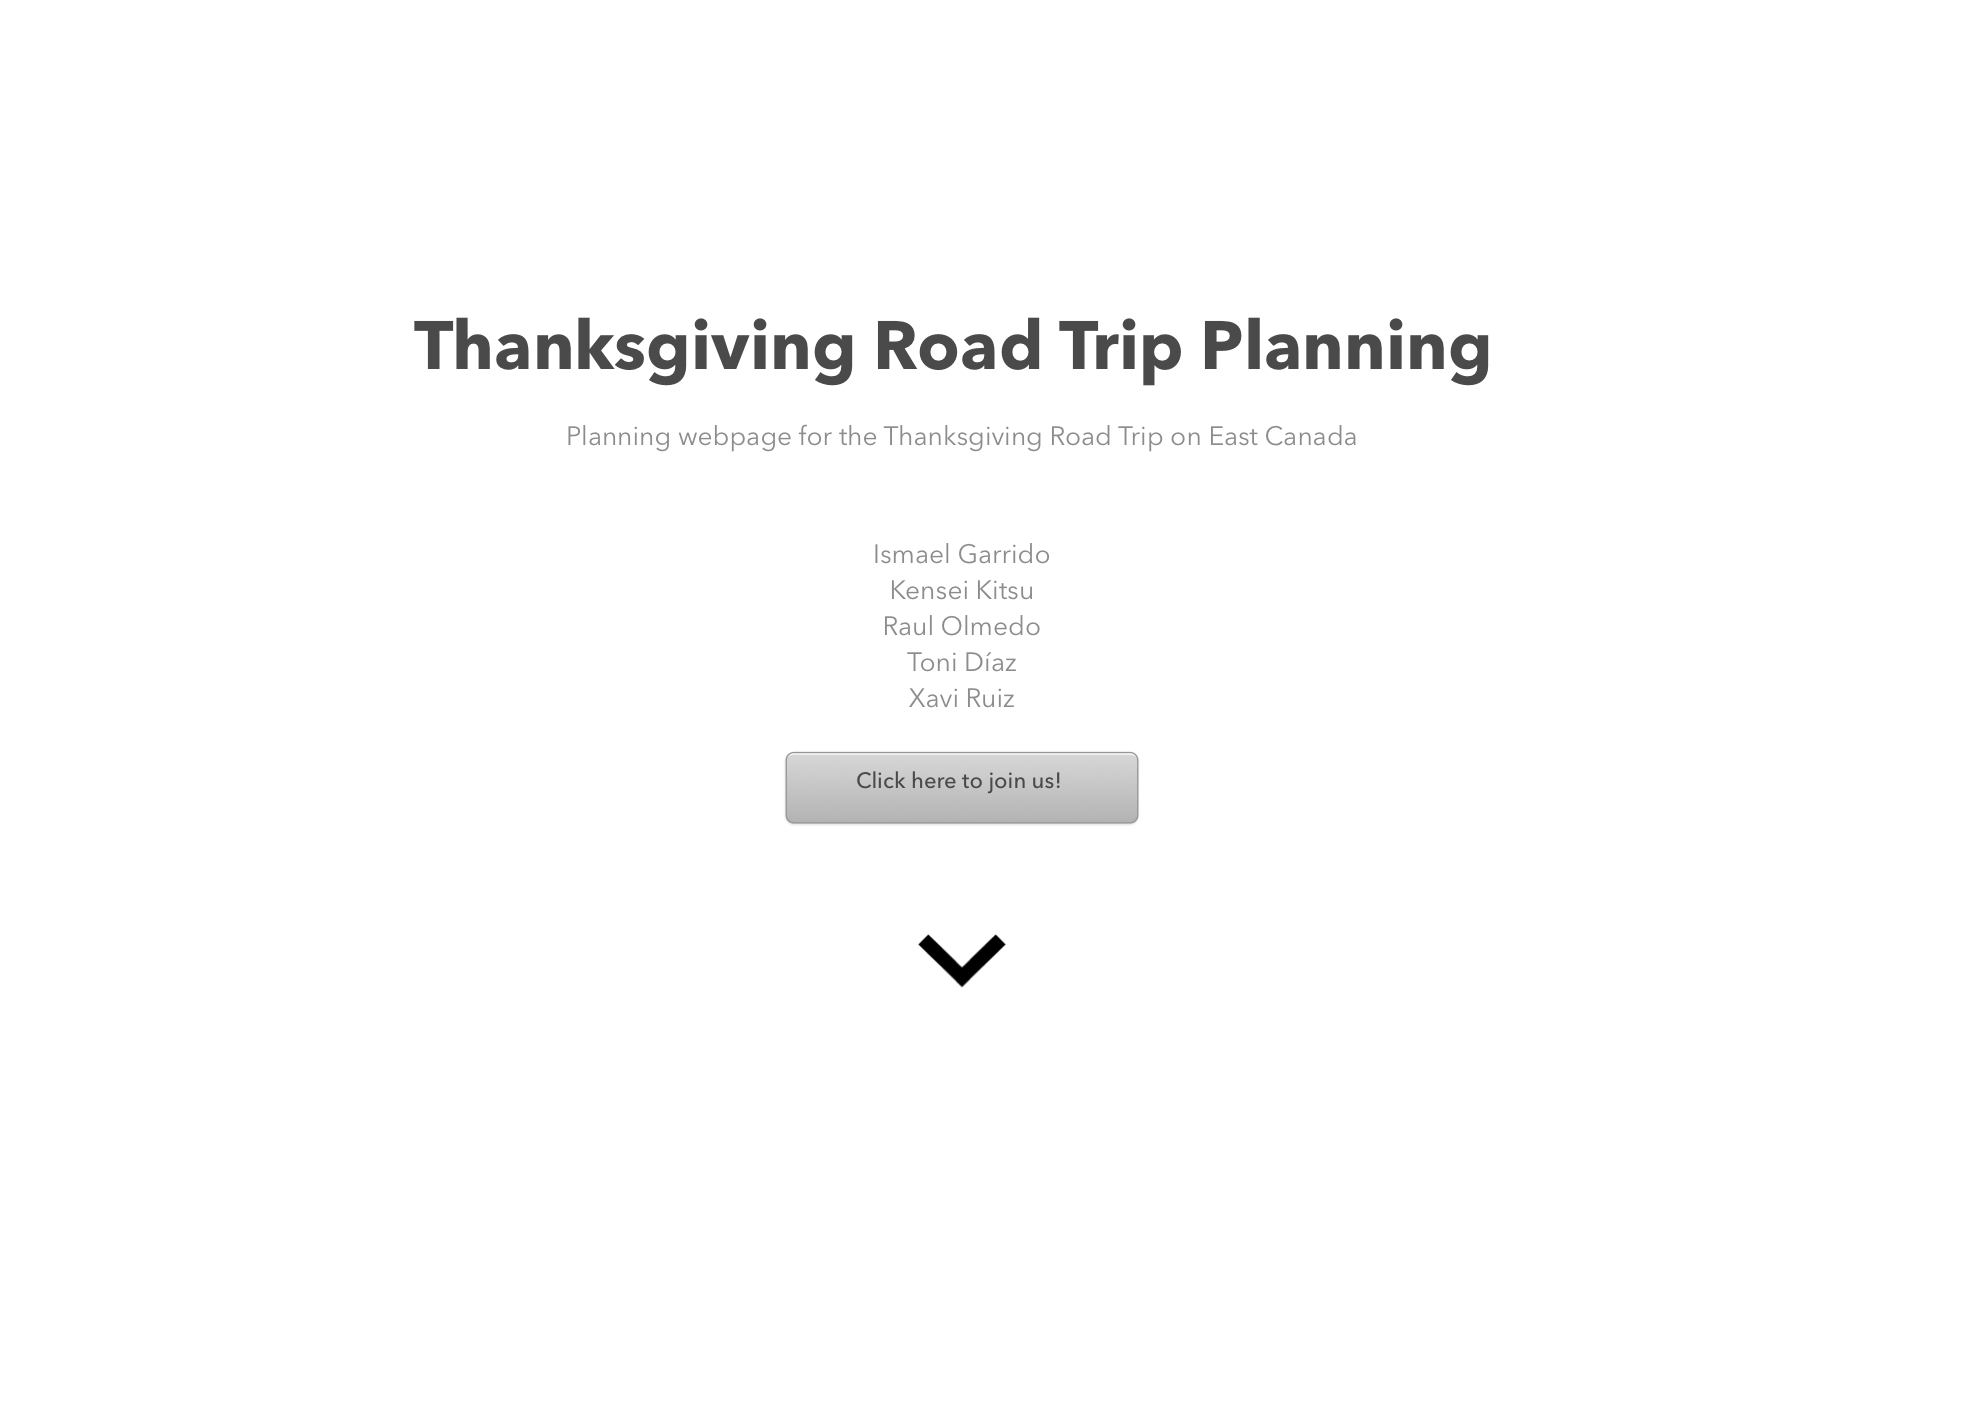 Thanksgiving Road Trip Planning
Planning webpage for the Thanksgiving Road Trip on East Canada
Ismael Garrido
Kensei Kitsu
Raul Olmedo
Toni Díaz
Xavi Ruiz
Click here to join us!